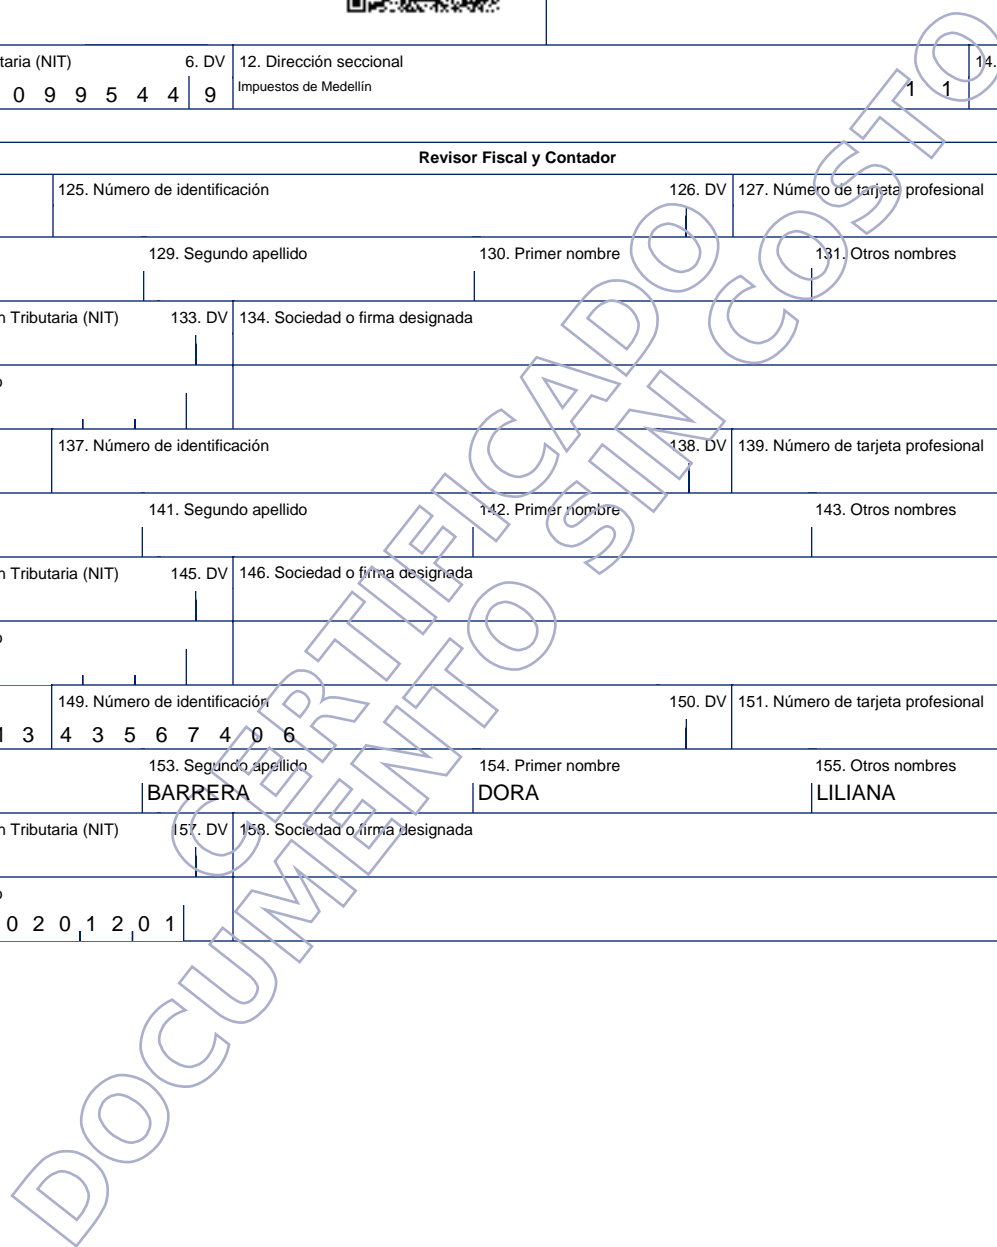 taria (NIT) 6. DV 12. Dirección seccional 14.
0 9 9 5 4 4 9 Impuestos de Medellín 1 1
Revisor Fiscal y Contador
125. Número de identificación 126. DV 127. Número de tarjeta profesional
129. Segundo apellido 130. Primer nombre 131. Otros nombres
n Tributaria (NIT) 133. DV 134. Sociedad o firma designada
o
137. Número de identificación 138. DV 139. Número de tarjeta profesional
141. Segundo apellido 142. Primer nombre 143. Otros nombres
n Tributaria (NIT) 145. DV 146. Sociedad o firma designada
o
149. Número de identificación 150. DV 151. Número de tarjeta profesional
1 3 4 3 5 6 7 4 0 6
153. Segundo apellido 154. Primer nombre 155. Otros nombres
BARRERA DORA LILIANA
n Tributaria (NIT) 157. DV 158. Sociedad o firma designada
o
0 2 0 1 2 0 1
CERTIFICADO
DOCUMENTO SIN COSTO